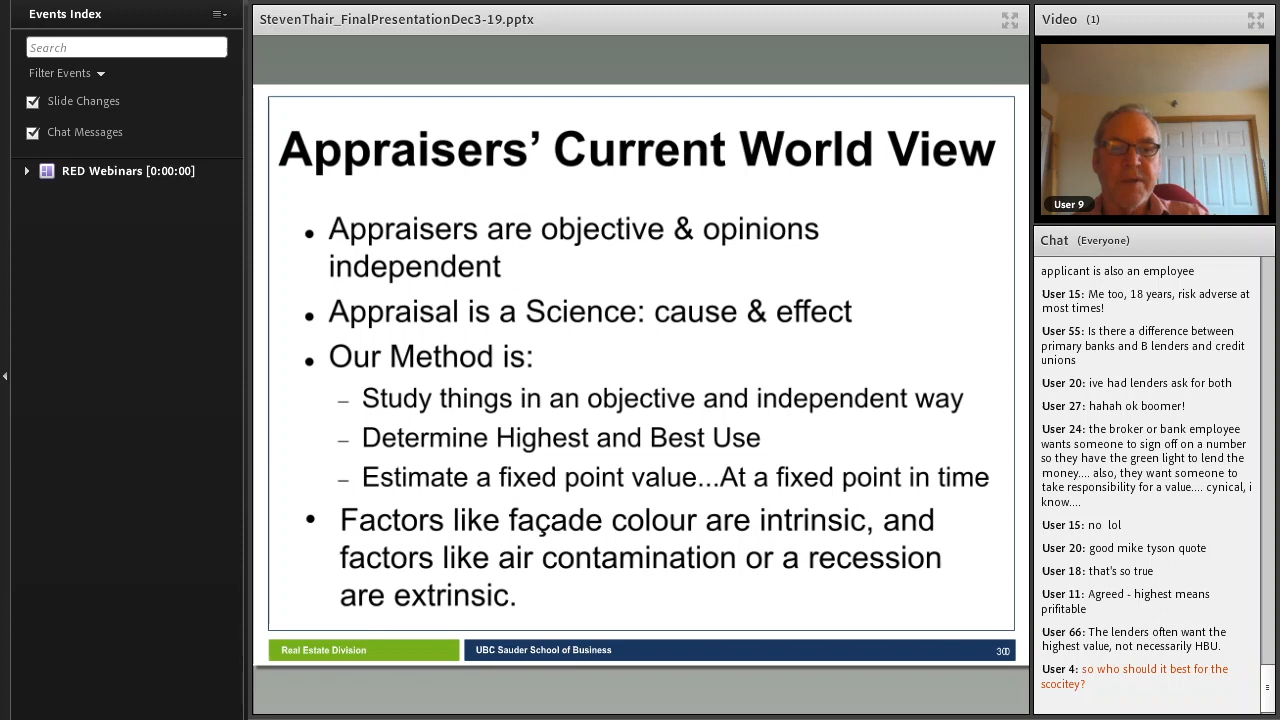 Events Index
Search
Filter Events
Slide Changes
Chat Messages
RED Webinars [0:00:00]
StevenThair_FinalPresentationDec3-19.pptx
Appraisers’ Current World View
• Appraisers are objective & opinions
independent
• Appraisal is a Science: cause & effect
• Our Method is:
– Study things in an objective and independent way
– Determine Highest and Best Use
– Estimate a fixed point value...At a fixed point in time
• Factors like façade colour are intrinsic, and
factors like air contamination or a recession
are extrinsic.
Real Estate Division
UBC Sauder School of Business
Video (1)
User 9
Chat (Everyone)
applicant is also an employee
User 15: Me too, 18 years, risk adverse at
most times!
User 55: Is there a difference between
primary banks and B lenders and credit
unions
User 20: ive had lenders ask for both
User 27: hahah ok boomer!
User 24: the broker or bank employee
wants someone to sign off on a number
so they have the green light to lend the
money.... also, they want someone to
take responsibility for a value.... cynical, i
know....
User 15: no lol
User 20: good mike tyson quote
User 18: that's so true
User 11: Agreed - highest means
prifitable
User 66: The lenders often want the
highest value, not necessarily HBU.
User 4: so who should it best for the
scocitey?